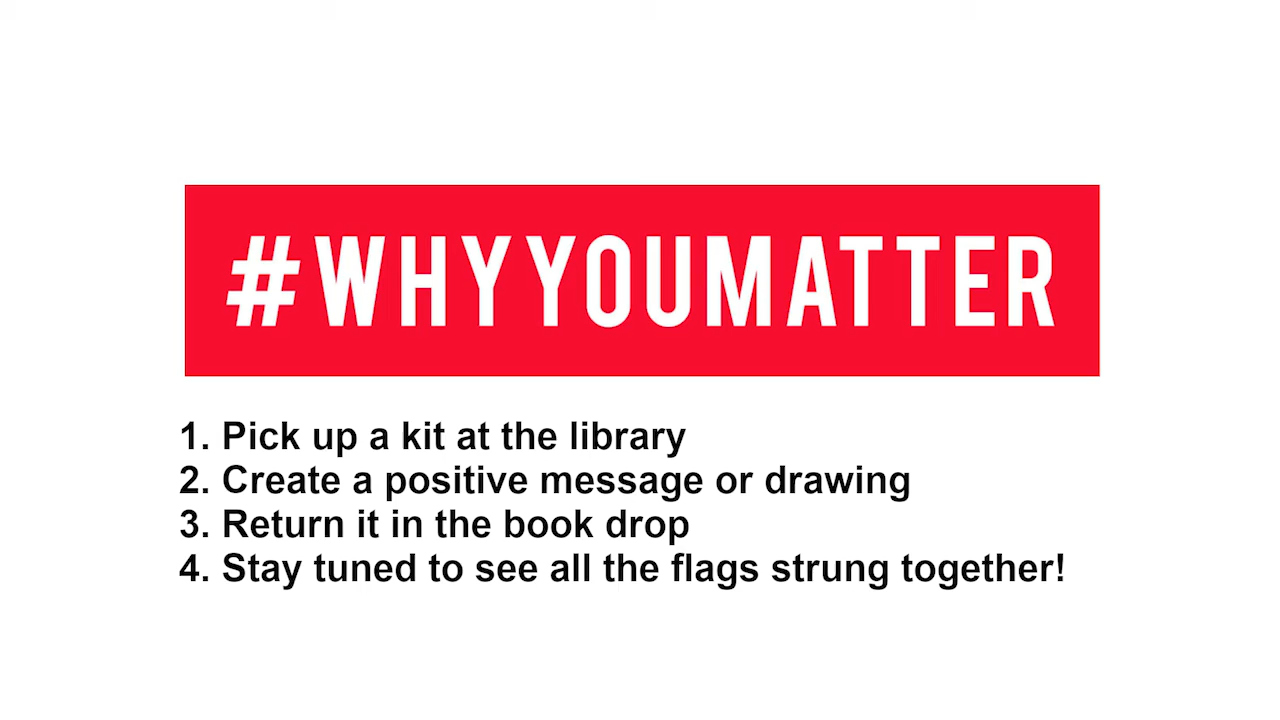 #WHYYOUMATTER
1. Pick up a kit at the library
2. Create a positive message or drawing
3. Return it in the book drop
4. Stay tuned to see all the flags strung together!